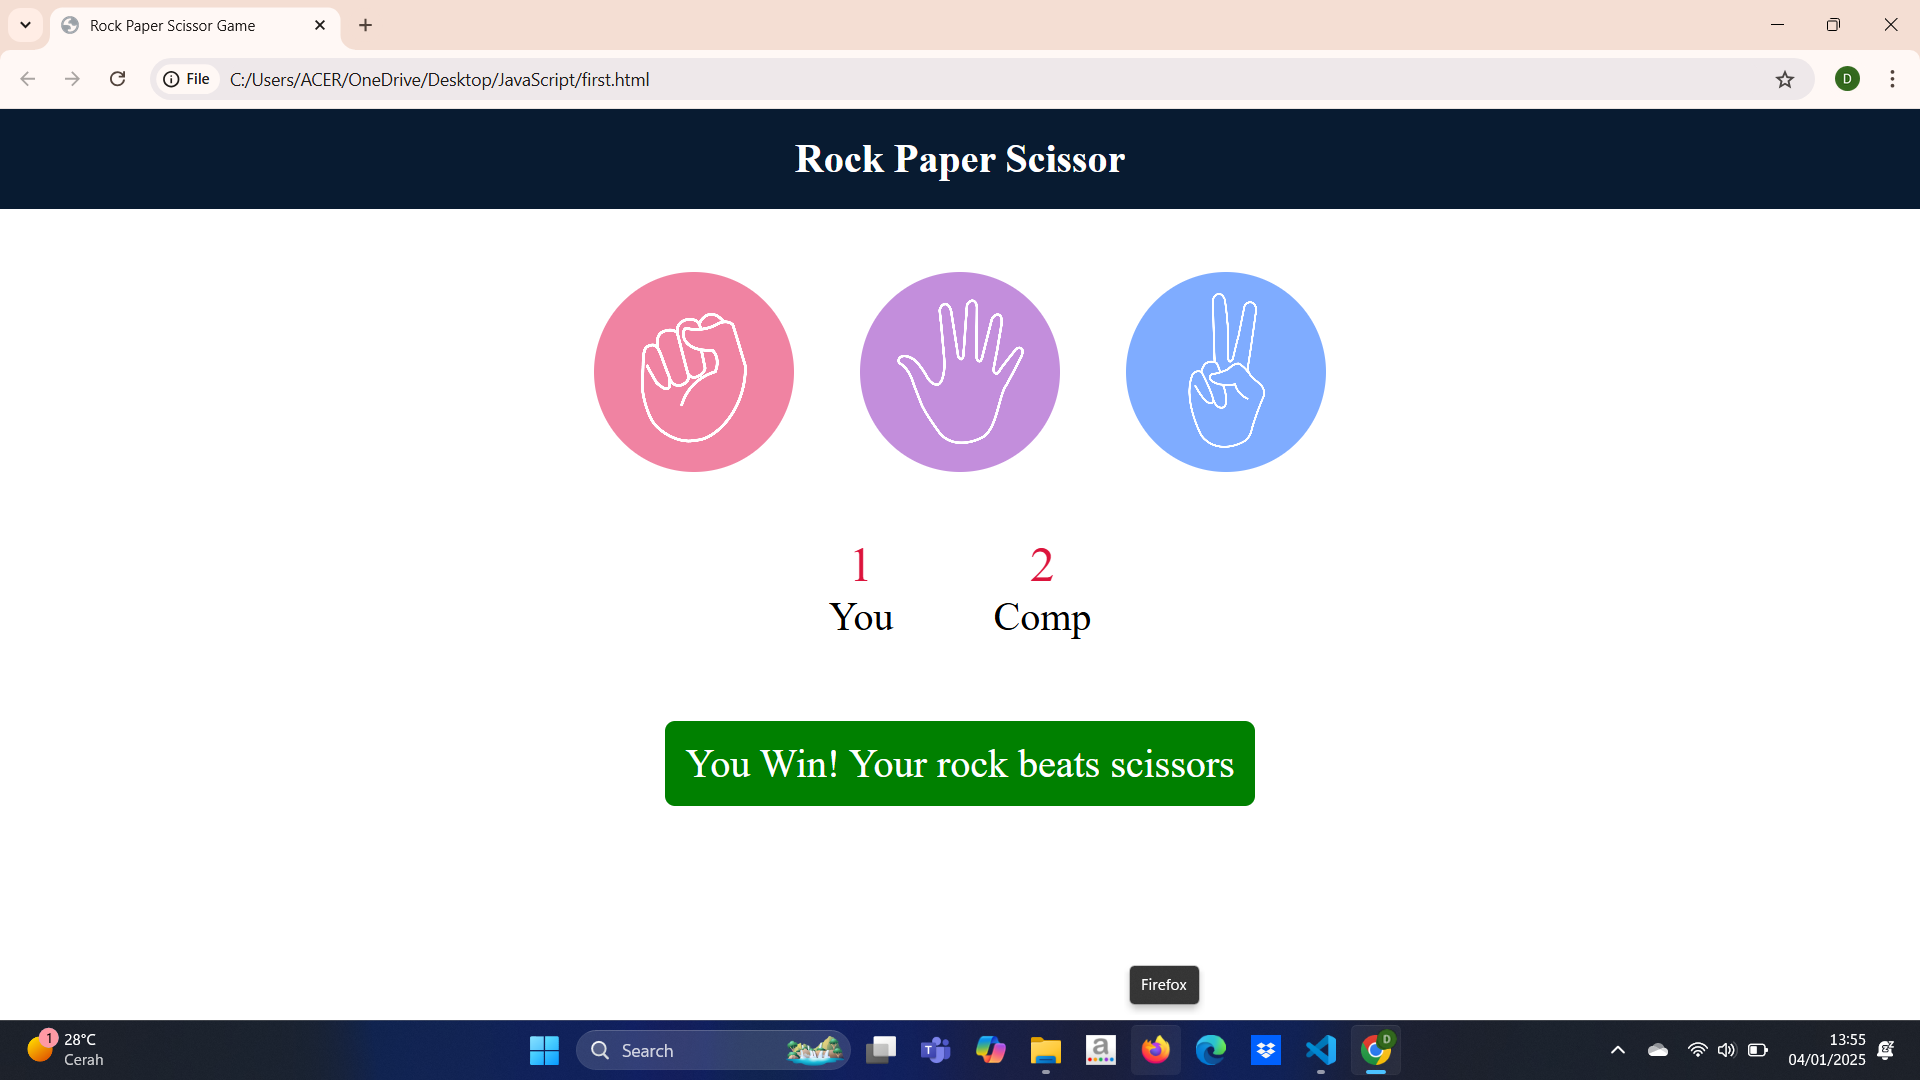 Rock Paper Scissor Game
File
C:/Users/ACER/OneDrive/Desktop/JavaScript/first.html
D
Rock Paper Scissor
1
2
You
Comp
You Win! Your rock beats scissors
Firefox
1
28°C
Cerah
Search
T
a
D
13:55
04/01/2025